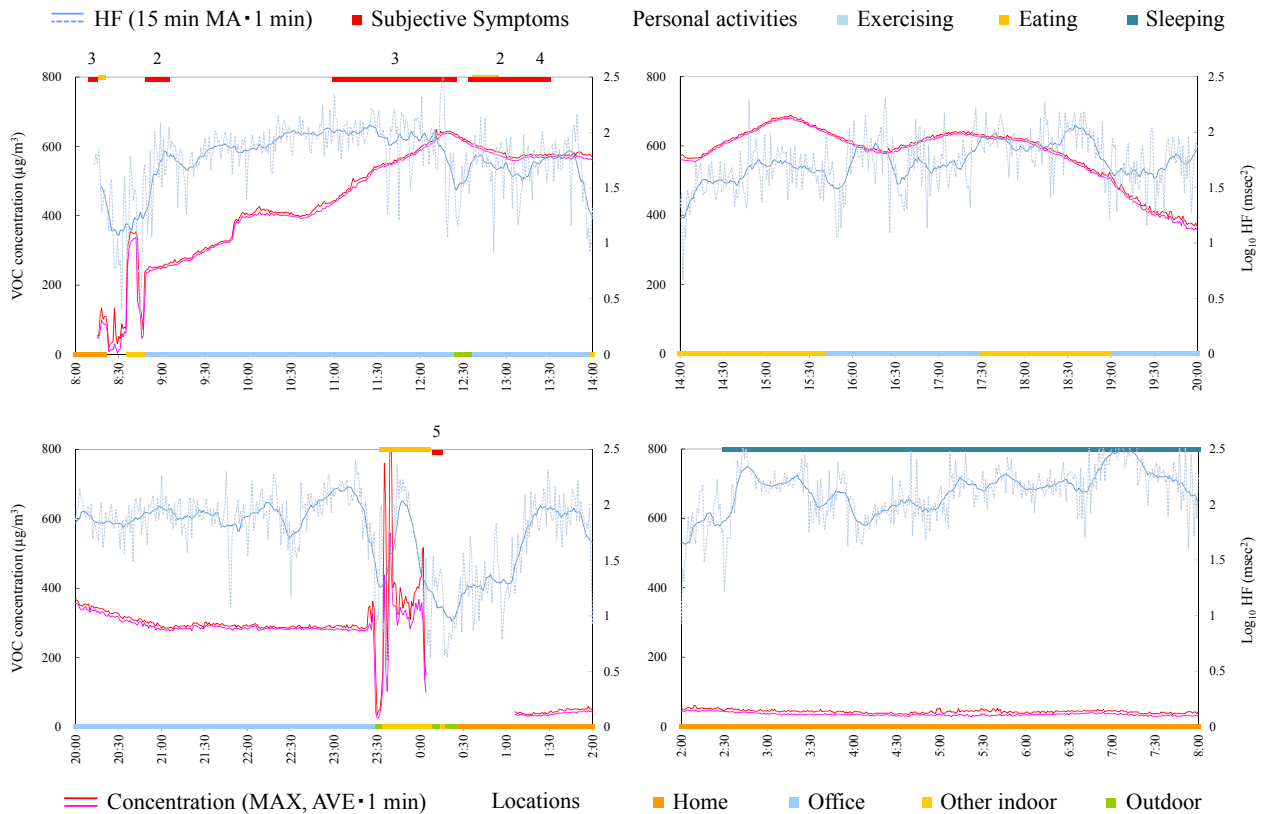 HF (15 min MA・1 min) Subjective Symptoms Personal activities Exercising Eating Sleeping
3 2 3 2 4
800 2.5
600 2
400 1.5
1
200 0.5
0 0
VOC concentration (μg/m³)
8:00 8:30 9:00 9:30 10:00 10:30 11:00 11:30 12:00 12:30 13:00 13:30 14:00
800 2.5
600 2
400 1.5
1
200 0.5
0 0
Log₁₀ HF (msec²)
14:00 14:30 15:00 15:30 16:00 16:30 17:00 17:30 18:00 18:30 19:00 19:30 20:00
5
800 2.5
600 2
400 1.5
1
200 0.5
0 0
VOC concentration (μg/m³)
20:00 20:30 21:00 21:30 22:00 22:30 23:00 23:30 0:00 0:30 1:00 1:30 2:00
800 2.5
600 2
400 1.5
1
200 0.5
0 0
Log₁₀ HF (msec²)
2:00 2:30 3:00 3:30 4:00 4:30 5:00 5:30 6:00 6:30 7:00 7:30 8:00
Concentration (MAX, AVE・1 min) Locations Home Office Other indoor Outdoor